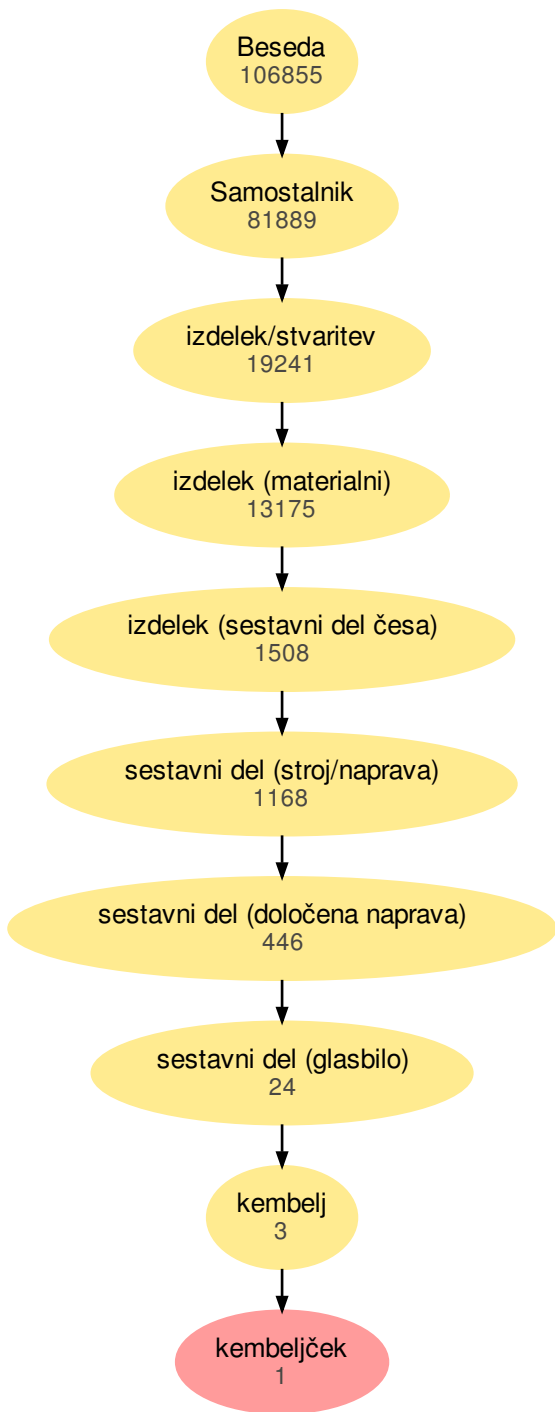 Beseda
106855
Samostalnik
81889
izdelek/stvaritev
19241
izdelek (materialni)
13175
izdelek (sestavni del česa)
1508
sestavni del (stroj/naprava)
1168
sestavni del (določena naprava)
446
sestavni del (glasbilo)
24
kembelj
3
kembeljček
1